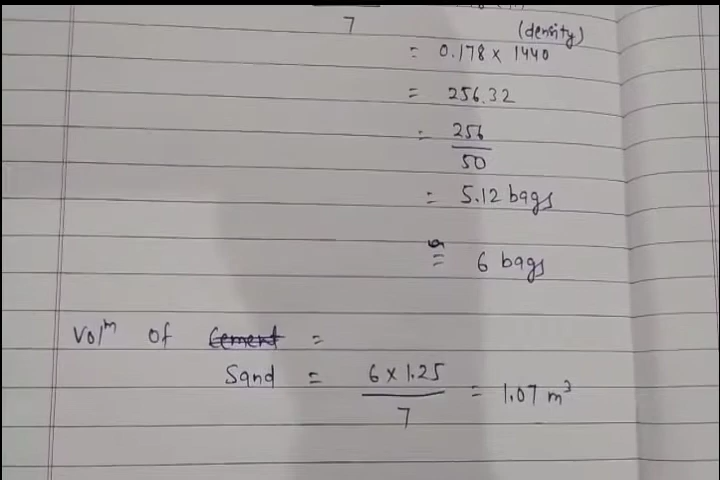 7
(density)
= 0.178 × 1440
= 256.32
= 256
50
= 5.12 bags
≅ 6 bags
Vol^m of Cement =
Sand = 6 × 1.25 = 1.07 m³
7